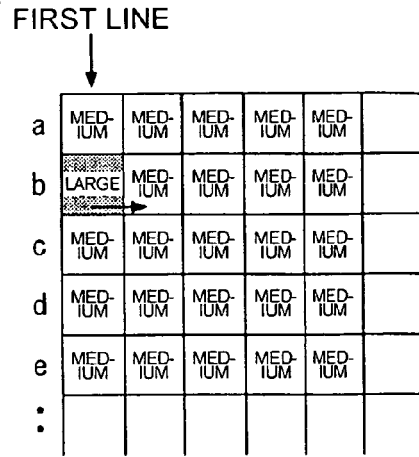 FIRST LINE
a MED-IUM MED-IUM MED-IUM MED-IUM MED-IUM
b LARGE MED-IUM MED-IUM MED-IUM MED-IUM
c MED-IUM MED-IUM MED-IUM MED-IUM MED-IUM
d MED-IUM MED-IUM MED-IUM MED-IUM MED-IUM
e MED-IUM MED-IUM MED-IUM MED-IUM MED-IUM